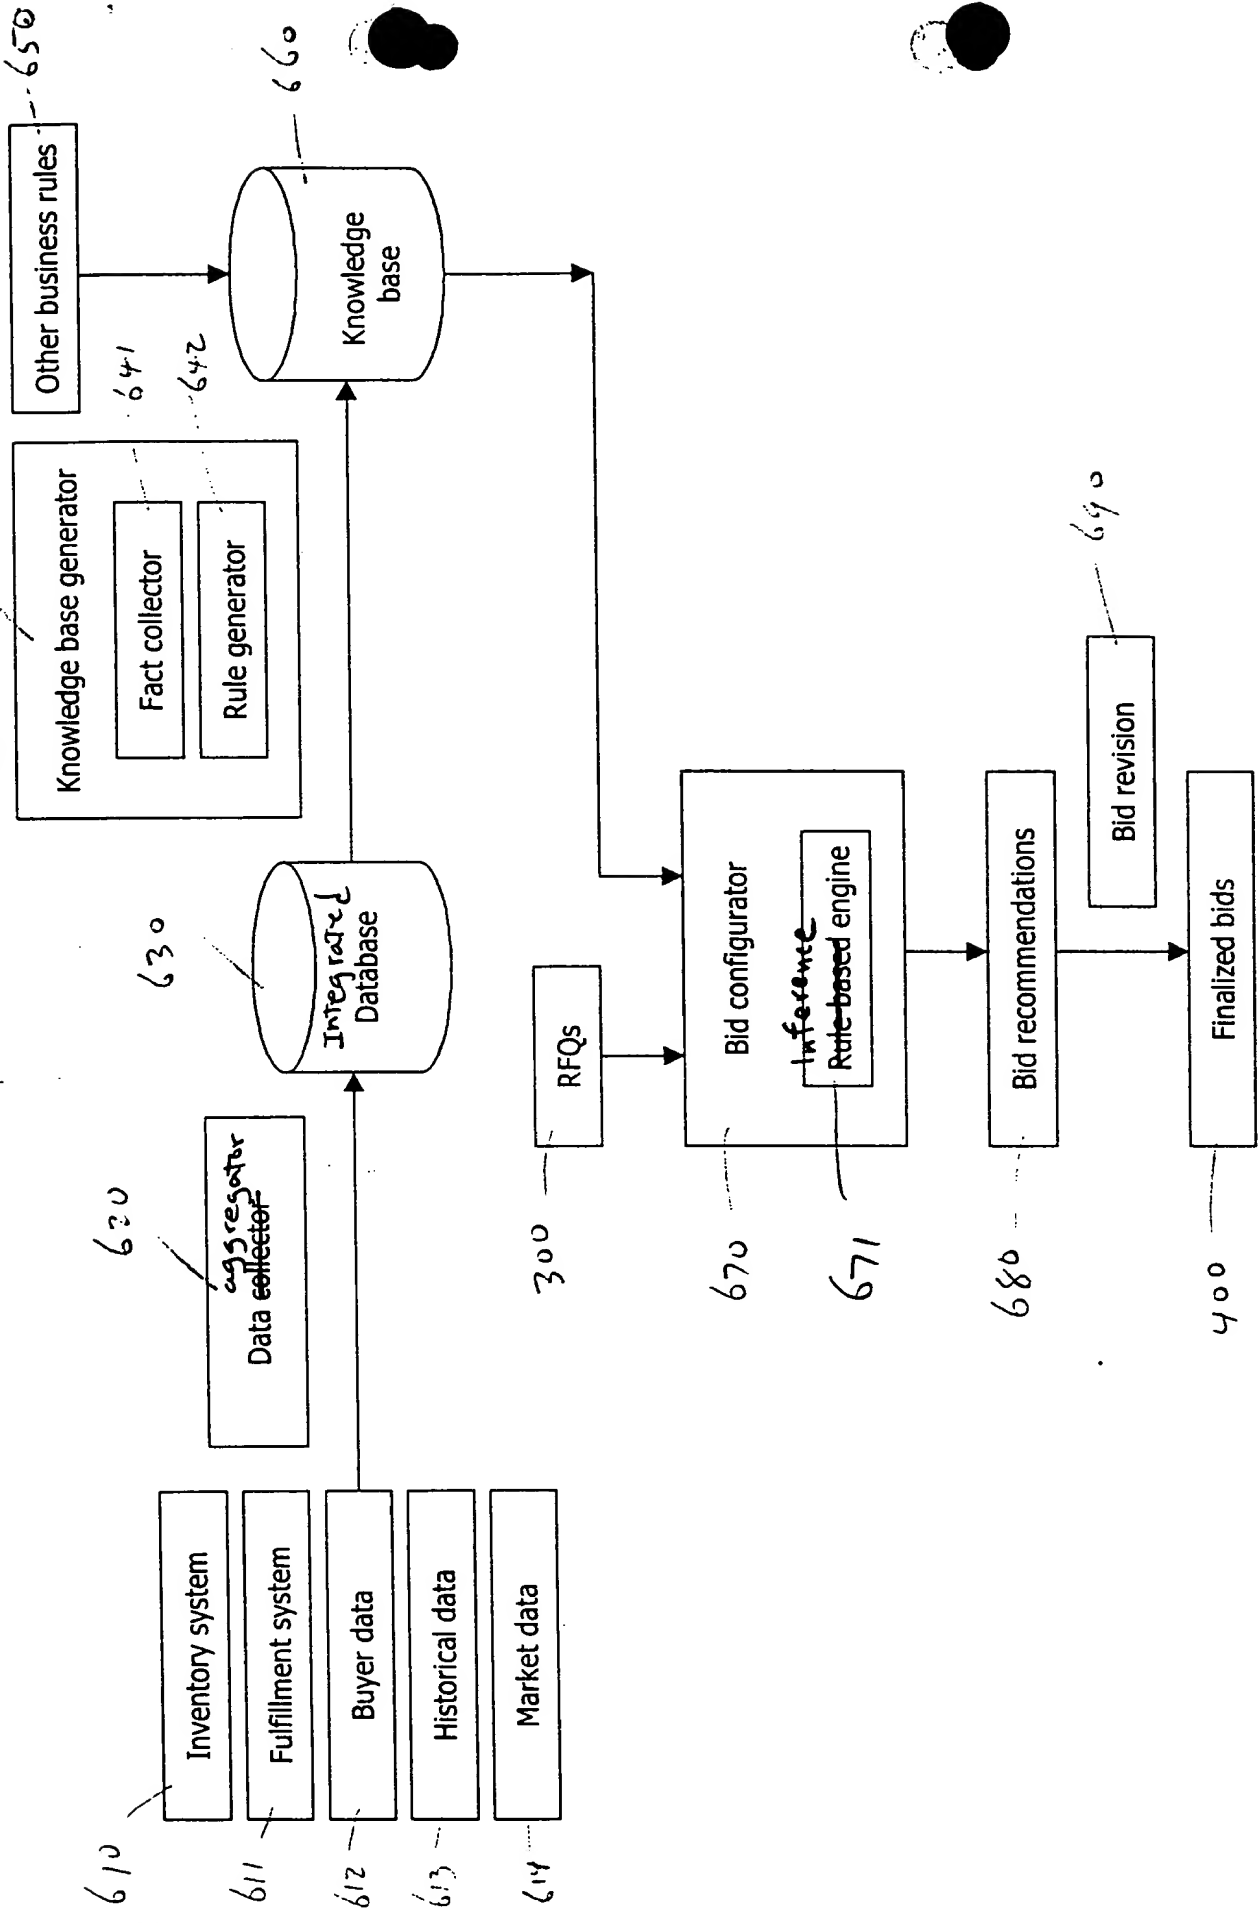 620
630
650
610
Inventory system
Data collector
aggregator
Knowledge base generator
Other business rules
611
Fulfillment system
Fact collector
641
612
Buyer data
Integrated
Database
Rule generator
642
Knowledge
base
660
613
Historical data
614
Market data
300
RFQs
670
Bid configurator
671
Inference
Rule based engine
680
Bid recommendations
Bid revision
690
400
Finalized bids